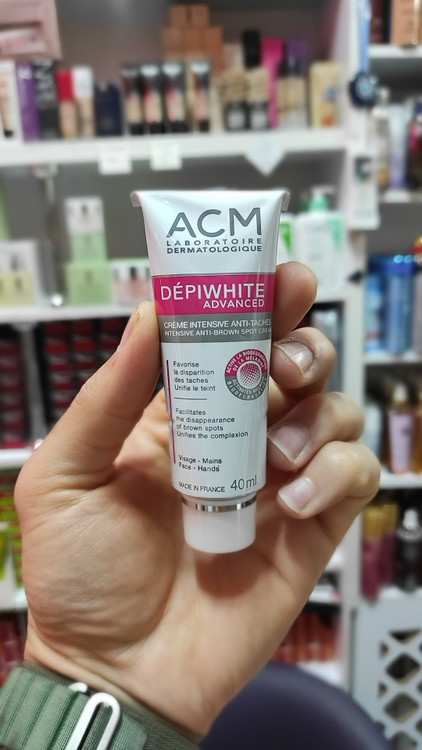 ACM
LABORATOIRE
DERMATOLOGIQUE
DÉPIWHITE
ADVANCED
CRÈME INTENSIVE ANTI-TACHES
INTENSIVE ANTI-BROWN SPOT CREAM
Favorise
la disparition
des taches
Unifie le teint
Facilitates
the disappearance
of brown spots
Unifies the complexion
Visage - Mains
Face - Hands
MADE IN FRANCE 40 ml